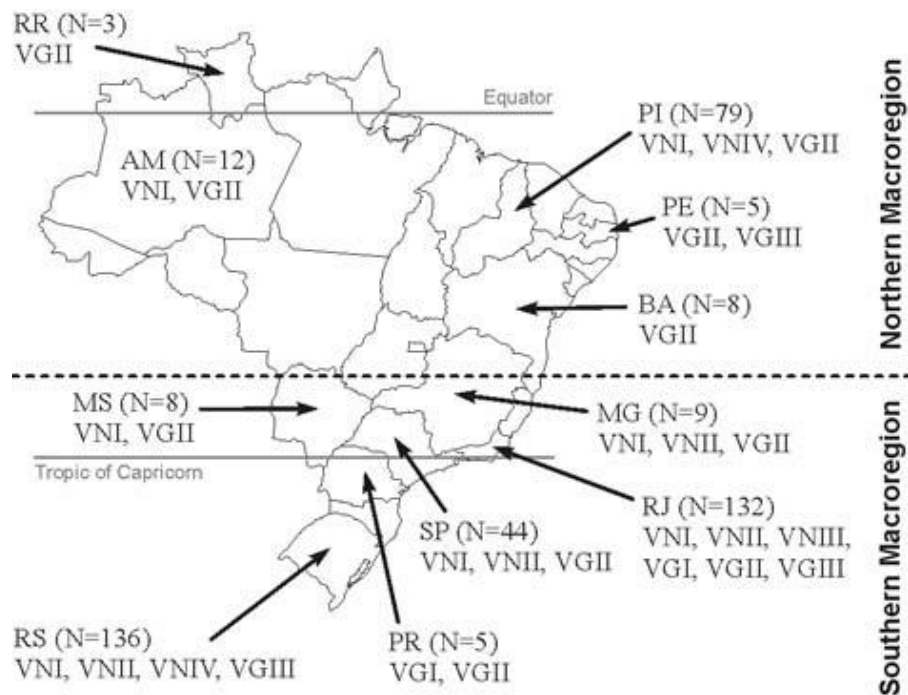 RR (N=3)
VGII
Equator
AM (N=12)
VNI, VGII
PI (N=79)
VNI, VNIV, VGII
PE (N=5)
VGII, VGIII
BA (N=8)
VGII
Northern Macroregion
MS (N=8)
VNI, VGII
MG (N=9)
VNI, VNII, VGII
Tropic of Capricorn
RJ (N=132)
VNI, VNII, VNIII,
VGI, VGII, VGIII
SP (N=44)
VNI, VNII, VGII
RS (N=136)
VNI, VNII, VNIV, VGIII
PR (N=5)
VGI, VGII
Southern Macroregion